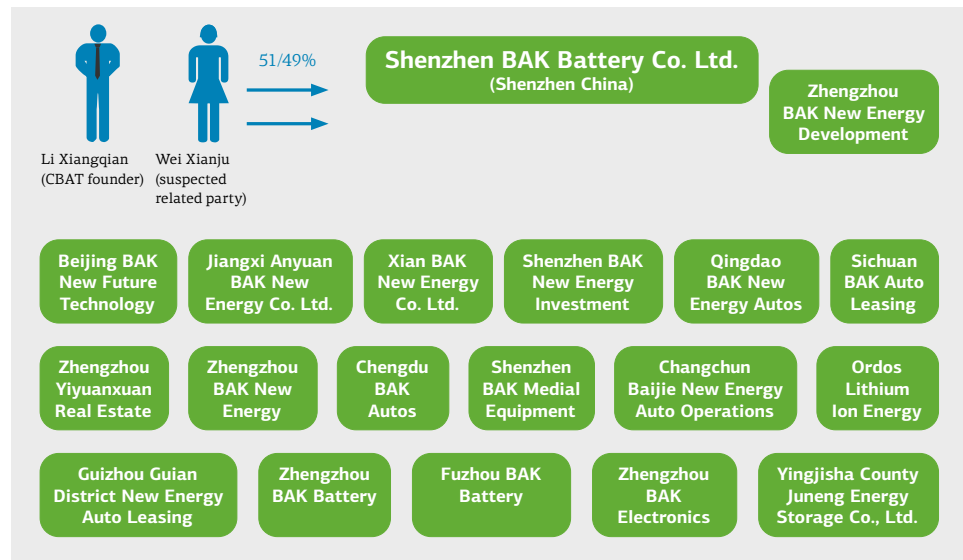 51/49%
Shenzhen BAK Battery Co. Ltd.
(Shenzhen China)
Zhengzhou
BAK New Energy
Development
Li Xiangqian
(CBAT founder)
Wei Xianju
(suspected
related party)
Beijing BAK
New Future
Technology
Jiangxi Anyuan
BAK New
Energy Co. Ltd.
Xian BAK
New Energy
Co. Ltd.
Shenzhen BAK
New Energy
Investment
Qingdao
BAK New
Energy Autos
Sichuan
BAK Auto
Leasing
Zhengzhou
Yiyuanxuan
Real Estate
Zhengzhou
BAK New
Energy
Chengdu
BAK
Autos
Shenzhen
BAK Medial
Equipment
Changchun
Baijie New Energy
Auto Operations
Ordos
Lithium
Ion Energy
Guizhou Guian
District New Energy
Auto Leasing
Zhengzhou
BAK Battery
Fuzhou BAK
Battery
Zhengzhou
BAK
Electronics
Yingjisha County
Juneng Energy
Storage Co., Ltd.